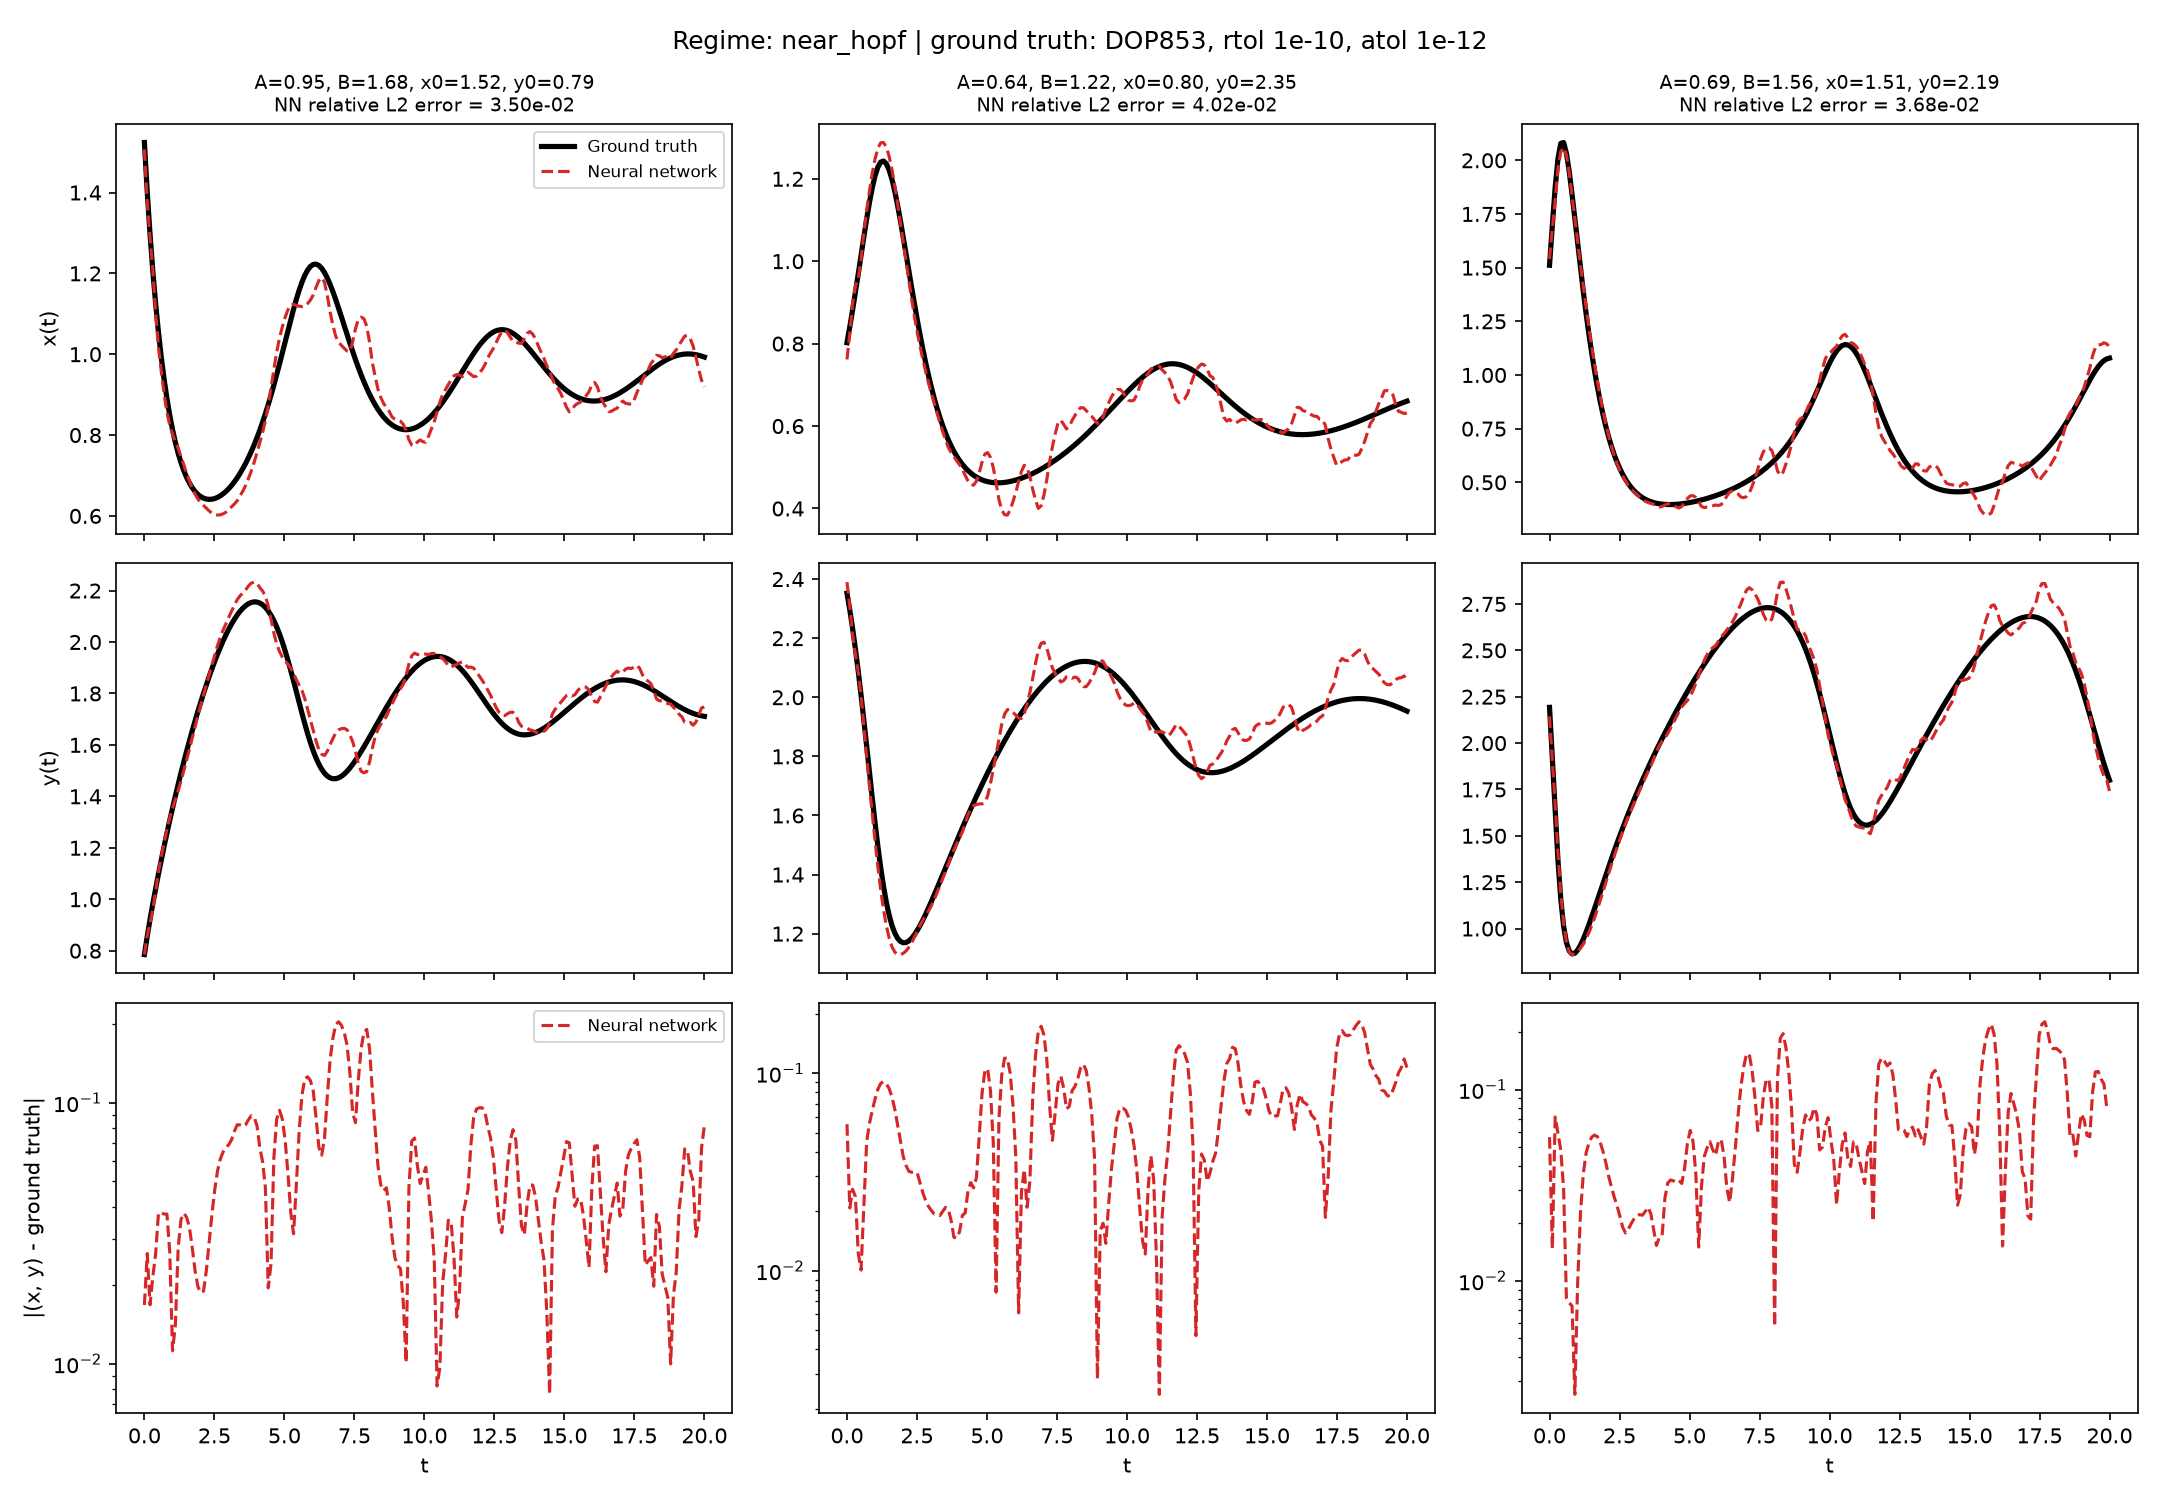 Regime: near_hopf | ground truth: DOP853, rtol 1e-10, atol 1e-12
A=0.95, B=1.68, x0=1.52, y0=0.79
NN relative L2 error = 3.50e-02
A=0.64, B=1.22, x0=0.80, y0=2.35
NN relative L2 error = 4.02e-02
A=0.69, B=1.56, x0=1.51, y0=2.19
NN relative L2 error = 3.68e-02
x(t)
1.4
1.2
1.0
0.8
0.6
Ground truth
Neural network
1.2
1.0
0.8
0.6
0.4
2.00
1.75
1.50
1.25
1.00
0.75
0.50
y(t)
2.2
2.0
1.8
1.6
1.4
1.2
1.0
0.8
2.4
2.2
2.0
1.8
1.6
1.4
1.2
2.75
2.50
2.25
2.00
1.75
1.50
1.25
1.00
|(x, y) - ground truth|
10⁻¹
10⁻²
Neural network
10⁻¹
10⁻²
10⁻¹
10⁻²
0.0 2.5 5.0 7.5 10.0 12.5 15.0 17.5 20.0
t
0.0 2.5 5.0 7.5 10.0 12.5 15.0 17.5 20.0
t
0.0 2.5 5.0 7.5 10.0 12.5 15.0 17.5 20.0
t